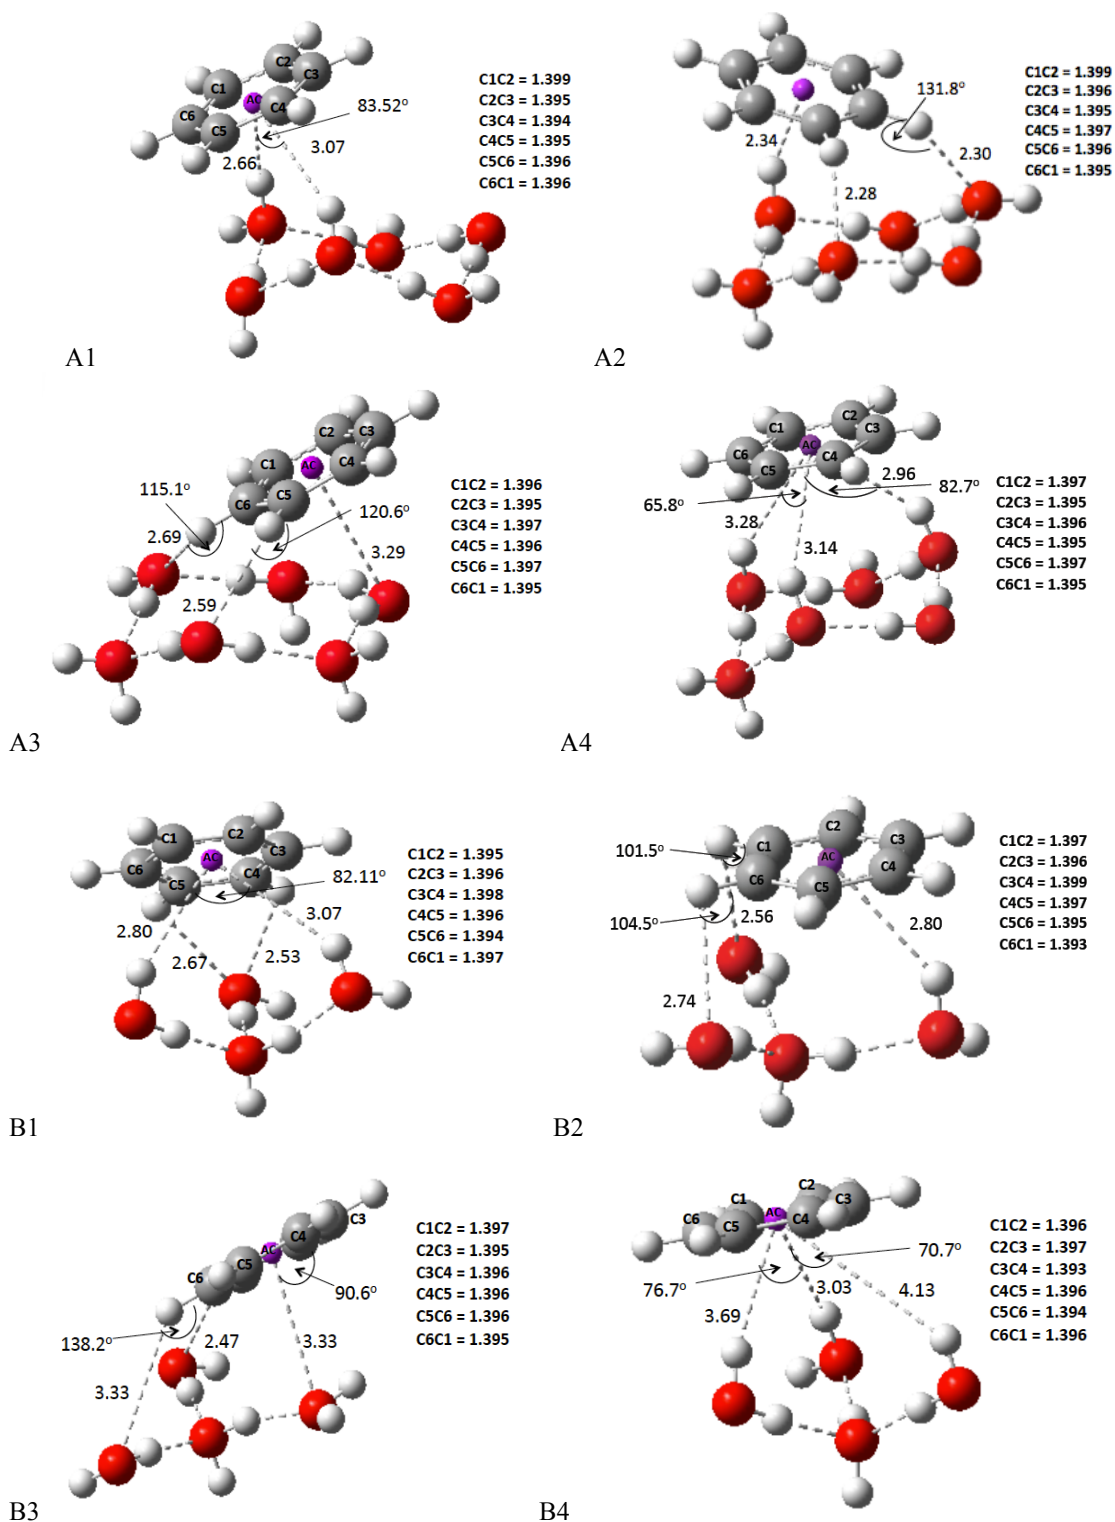 C2
C3
C1
AC
C4
C6
C5
83.52o
3.07
2.66
C1C2 = 1.399
C2C3 = 1.395
C3C4 = 1.394
C4C5 = 1.395
C5C6 = 1.396
C6C1 = 1.396
A1
131.8o
2.34
2.30
2.28
C1C2 = 1.399
C2C3 = 1.396
C3C4 = 1.395
C4C5 = 1.397
C5C6 = 1.396
C6C1 = 1.395
A2
C2
C3
C1
AC
C4
C6
C5
115.1o
120.6o
2.69
3.29
2.59
C1C2 = 1.396
C2C3 = 1.395
C3C4 = 1.397
C4C5 = 1.396
C5C6 = 1.397
C6C1 = 1.395
A3
C2
C1
C3
AC
C6
C4
C5
2.96
82.7o
65.8o
3.28
3.14
C1C2 = 1.397
C2C3 = 1.395
C3C4 = 1.396
C4C5 = 1.395
C5C6 = 1.397
C6C1 = 1.395
A4
C1
C2
C3
AC
C6
C4
C5
82.11o
3.07
2.80
2.67
2.53
C1C2 = 1.395
C2C3 = 1.396
C3C4 = 1.398
C4C5 = 1.396
C5C6 = 1.394
C6C1 = 1.397
B1
C2
C3
C1
AC
C4
C6
C5
101.5o
104.5o
2.56
2.80
2.74
C1C2 = 1.397
C2C3 = 1.396
C3C4 = 1.399
C4C5 = 1.397
C5C6 = 1.395
C6C1 = 1.393
B2
C3
C4
AC
C5
C6
90.6o
138.2o
2.47
3.33
3.33
C1C2 = 1.397
C2C3 = 1.395
C3C4 = 1.396
C4C5 = 1.396
C5C6 = 1.396
C6C1 = 1.395
B3
C2
C3
C1
AC
C4
C6
C5
70.7o
76.7o
3.03
4.13
3.69
C1C2 = 1.396
C2C3 = 1.397
C3C4 = 1.393
C4C5 = 1.396
C5C6 = 1.394
C6C1 = 1.396
B4